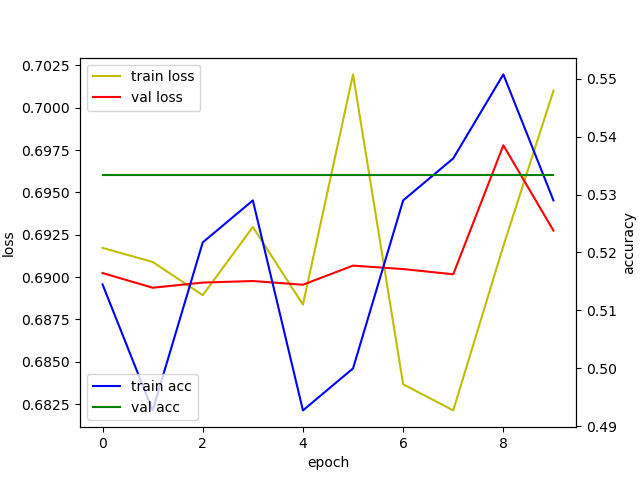 train loss
val loss
train acc
val acc
0.7025
0.7000
0.6975
0.6950
0.6925
0.6900
0.6875
0.6850
0.6825
loss
0.55
0.54
0.53
0.52
0.51
0.50
0.49
accuracy
0 2 4 6 8
epoch